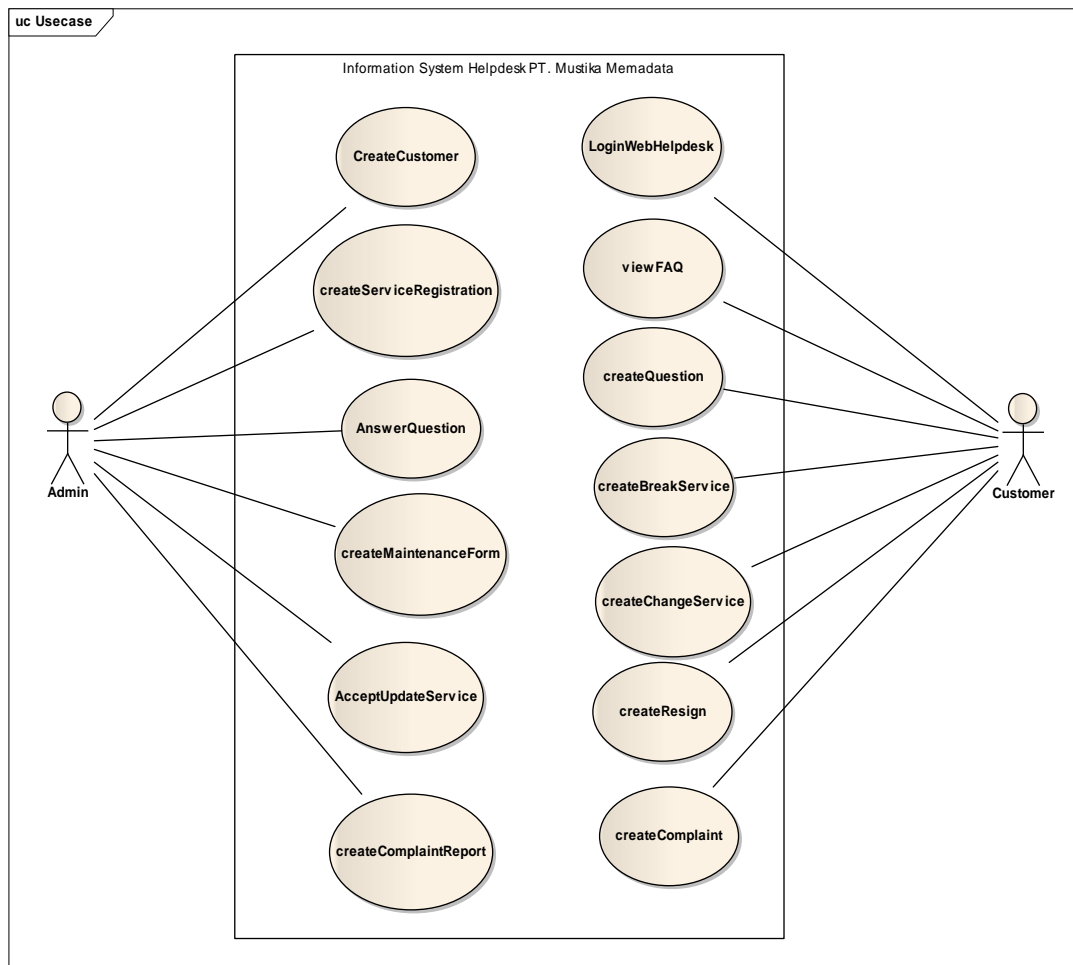 uc Usecase
Information System Helpdesk PT. Mustika Memadata
CreateCustomer
LoginWebHelpdesk
createServiceRegistration
viewFAQ
createQuestion
AnswerQuestion
createBreakService
Admin
Customer
createMaintenanceForm
createChangeService
AcceptUpdateService
createResign
createComplaintReport
createComplaint